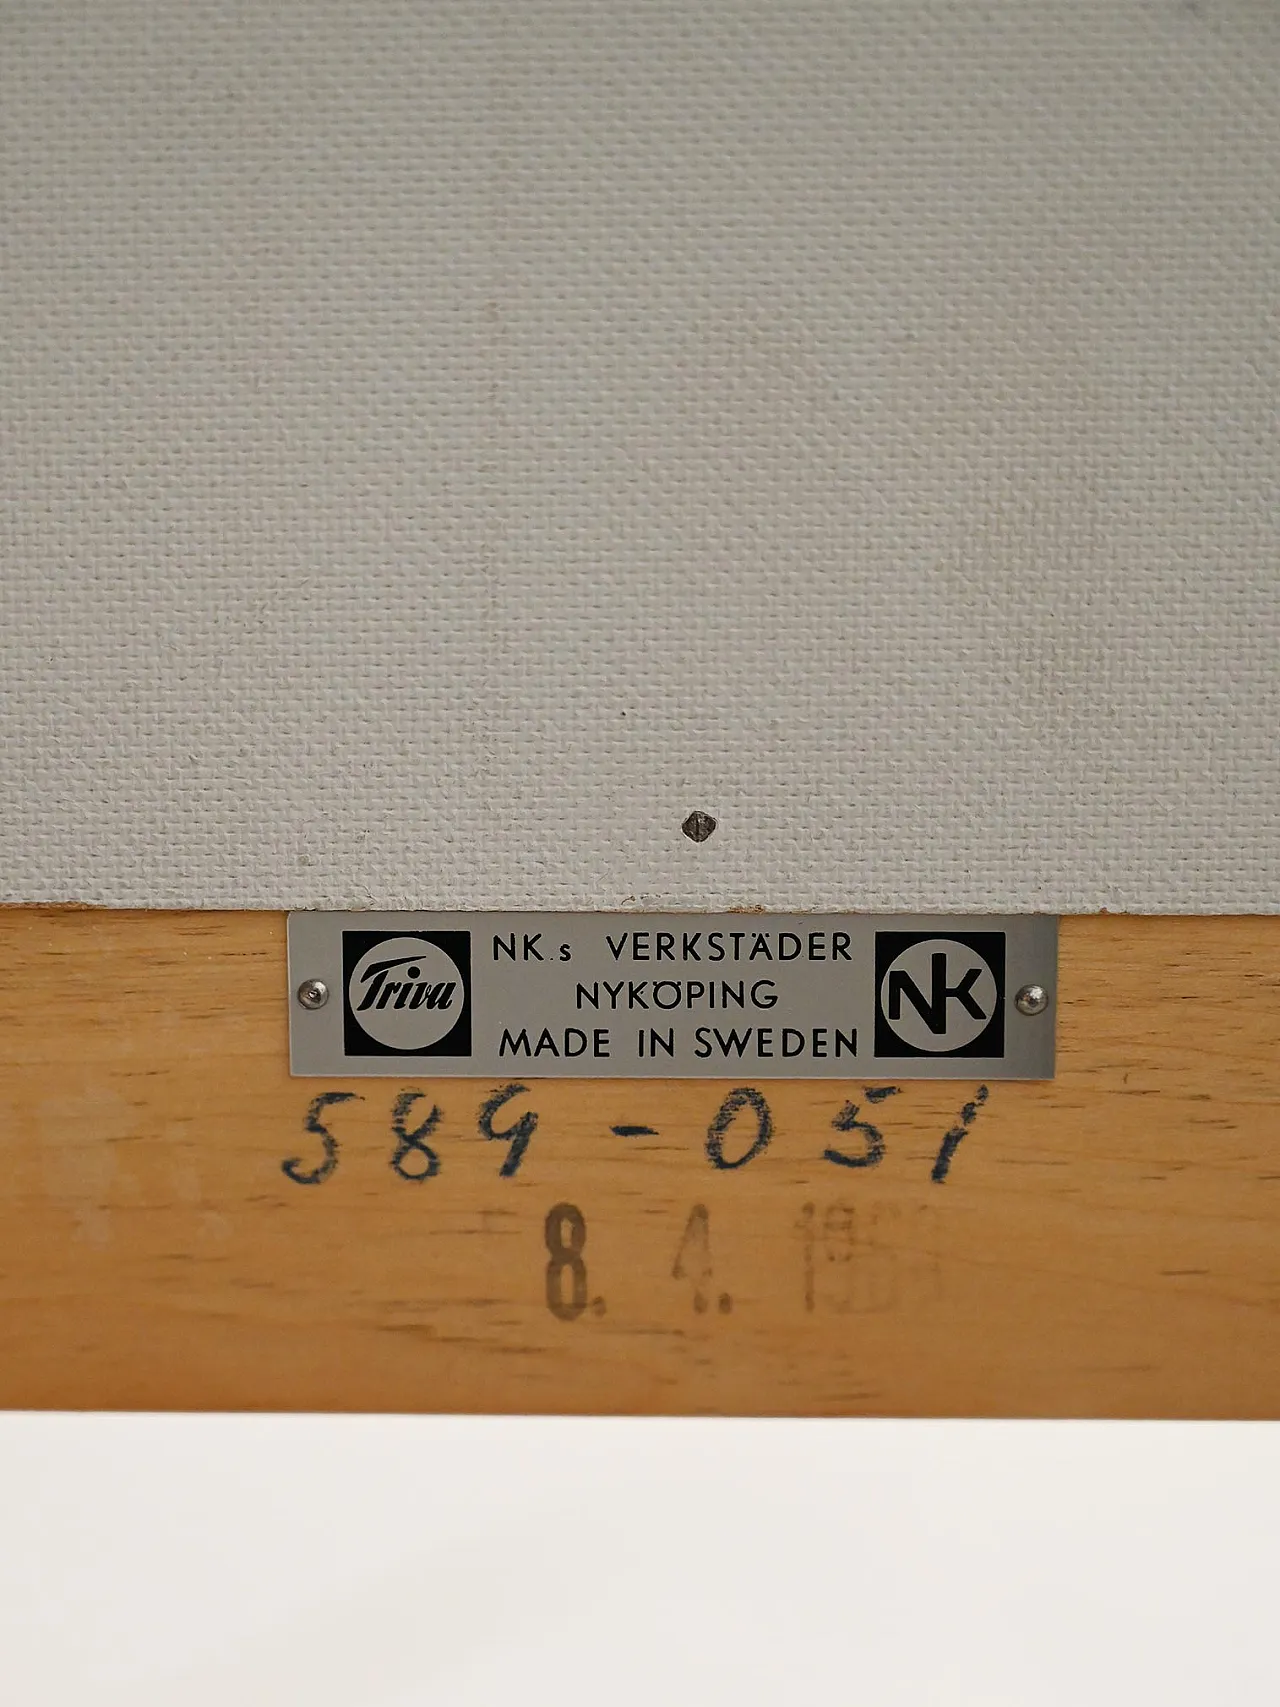 Triva
NK.s VERKSTÄDER
NYKÖPING
MADE IN SWEDEN
NK
589-051
8. 4.